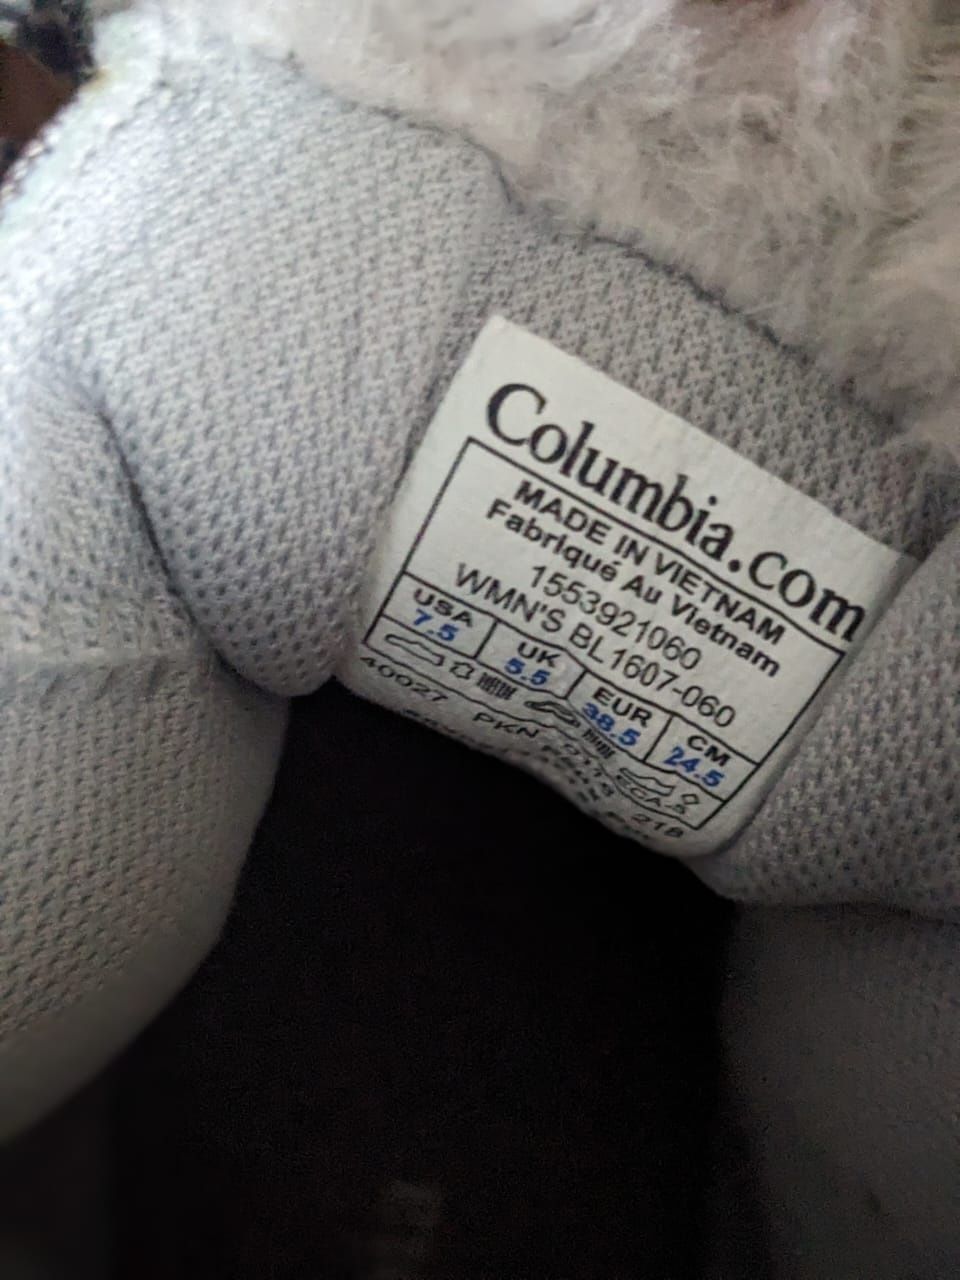 Columbia.com
MADE IN VIETNAM
Fabriqué Au Vietnam
1553921060
WMN'S BL1607-060
USA UK EUR CM
7.5 5.5 38.5 24.5
40027 PKN 218